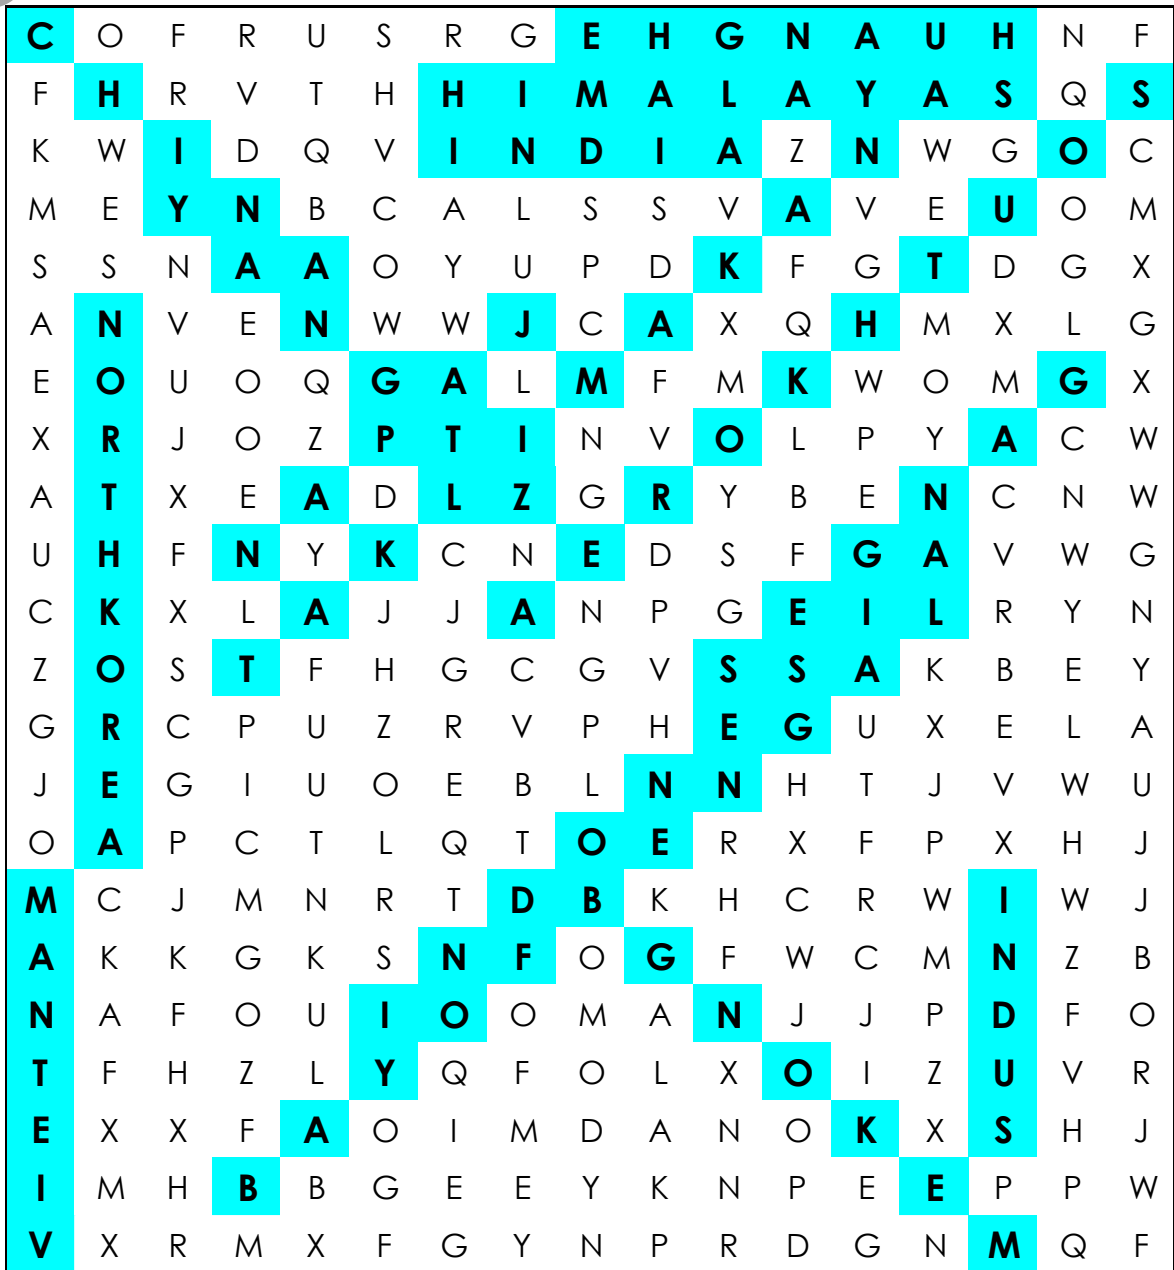 C O F R U S R G E H G N A U H N F
F H R V T H H I M A L A Y A S Q S
K W I D Q V I N D I A Z N W G O C
M E Y N B C A L S S V A V E U O M
S S N A A O Y U P D K F G T D G X
A N V E N W W J C A X Q H M X L G
E O U O Q G A L M F M K W O M G X
X R J O Z P T I N V O L P Y A C W
A T X E A D L Z G R Y B E N C N W
U H F N Y K C N E D S F G A V W G
C K X L A J J A N P G E I L R Y N
Z O S T F H G C G V S S A K B E Y
G R C P U Z R V P H E G U X E L A
J E G I U O E B L N N H T J V W U
O A P C T L Q T O E R X F P X H J
M C J M N R T D B K H C R W I W J
A K K G K S N F O G F W C M N Z B
N A F O U I O O M A N J J P D F O
T F H Z L Y Q F O L X O I Z U V R
E X X F A O I M D A N O K X S H J
I M H B B G E E Y K N P E E P P W
V X R M X F G Y N P R D G N M Q F